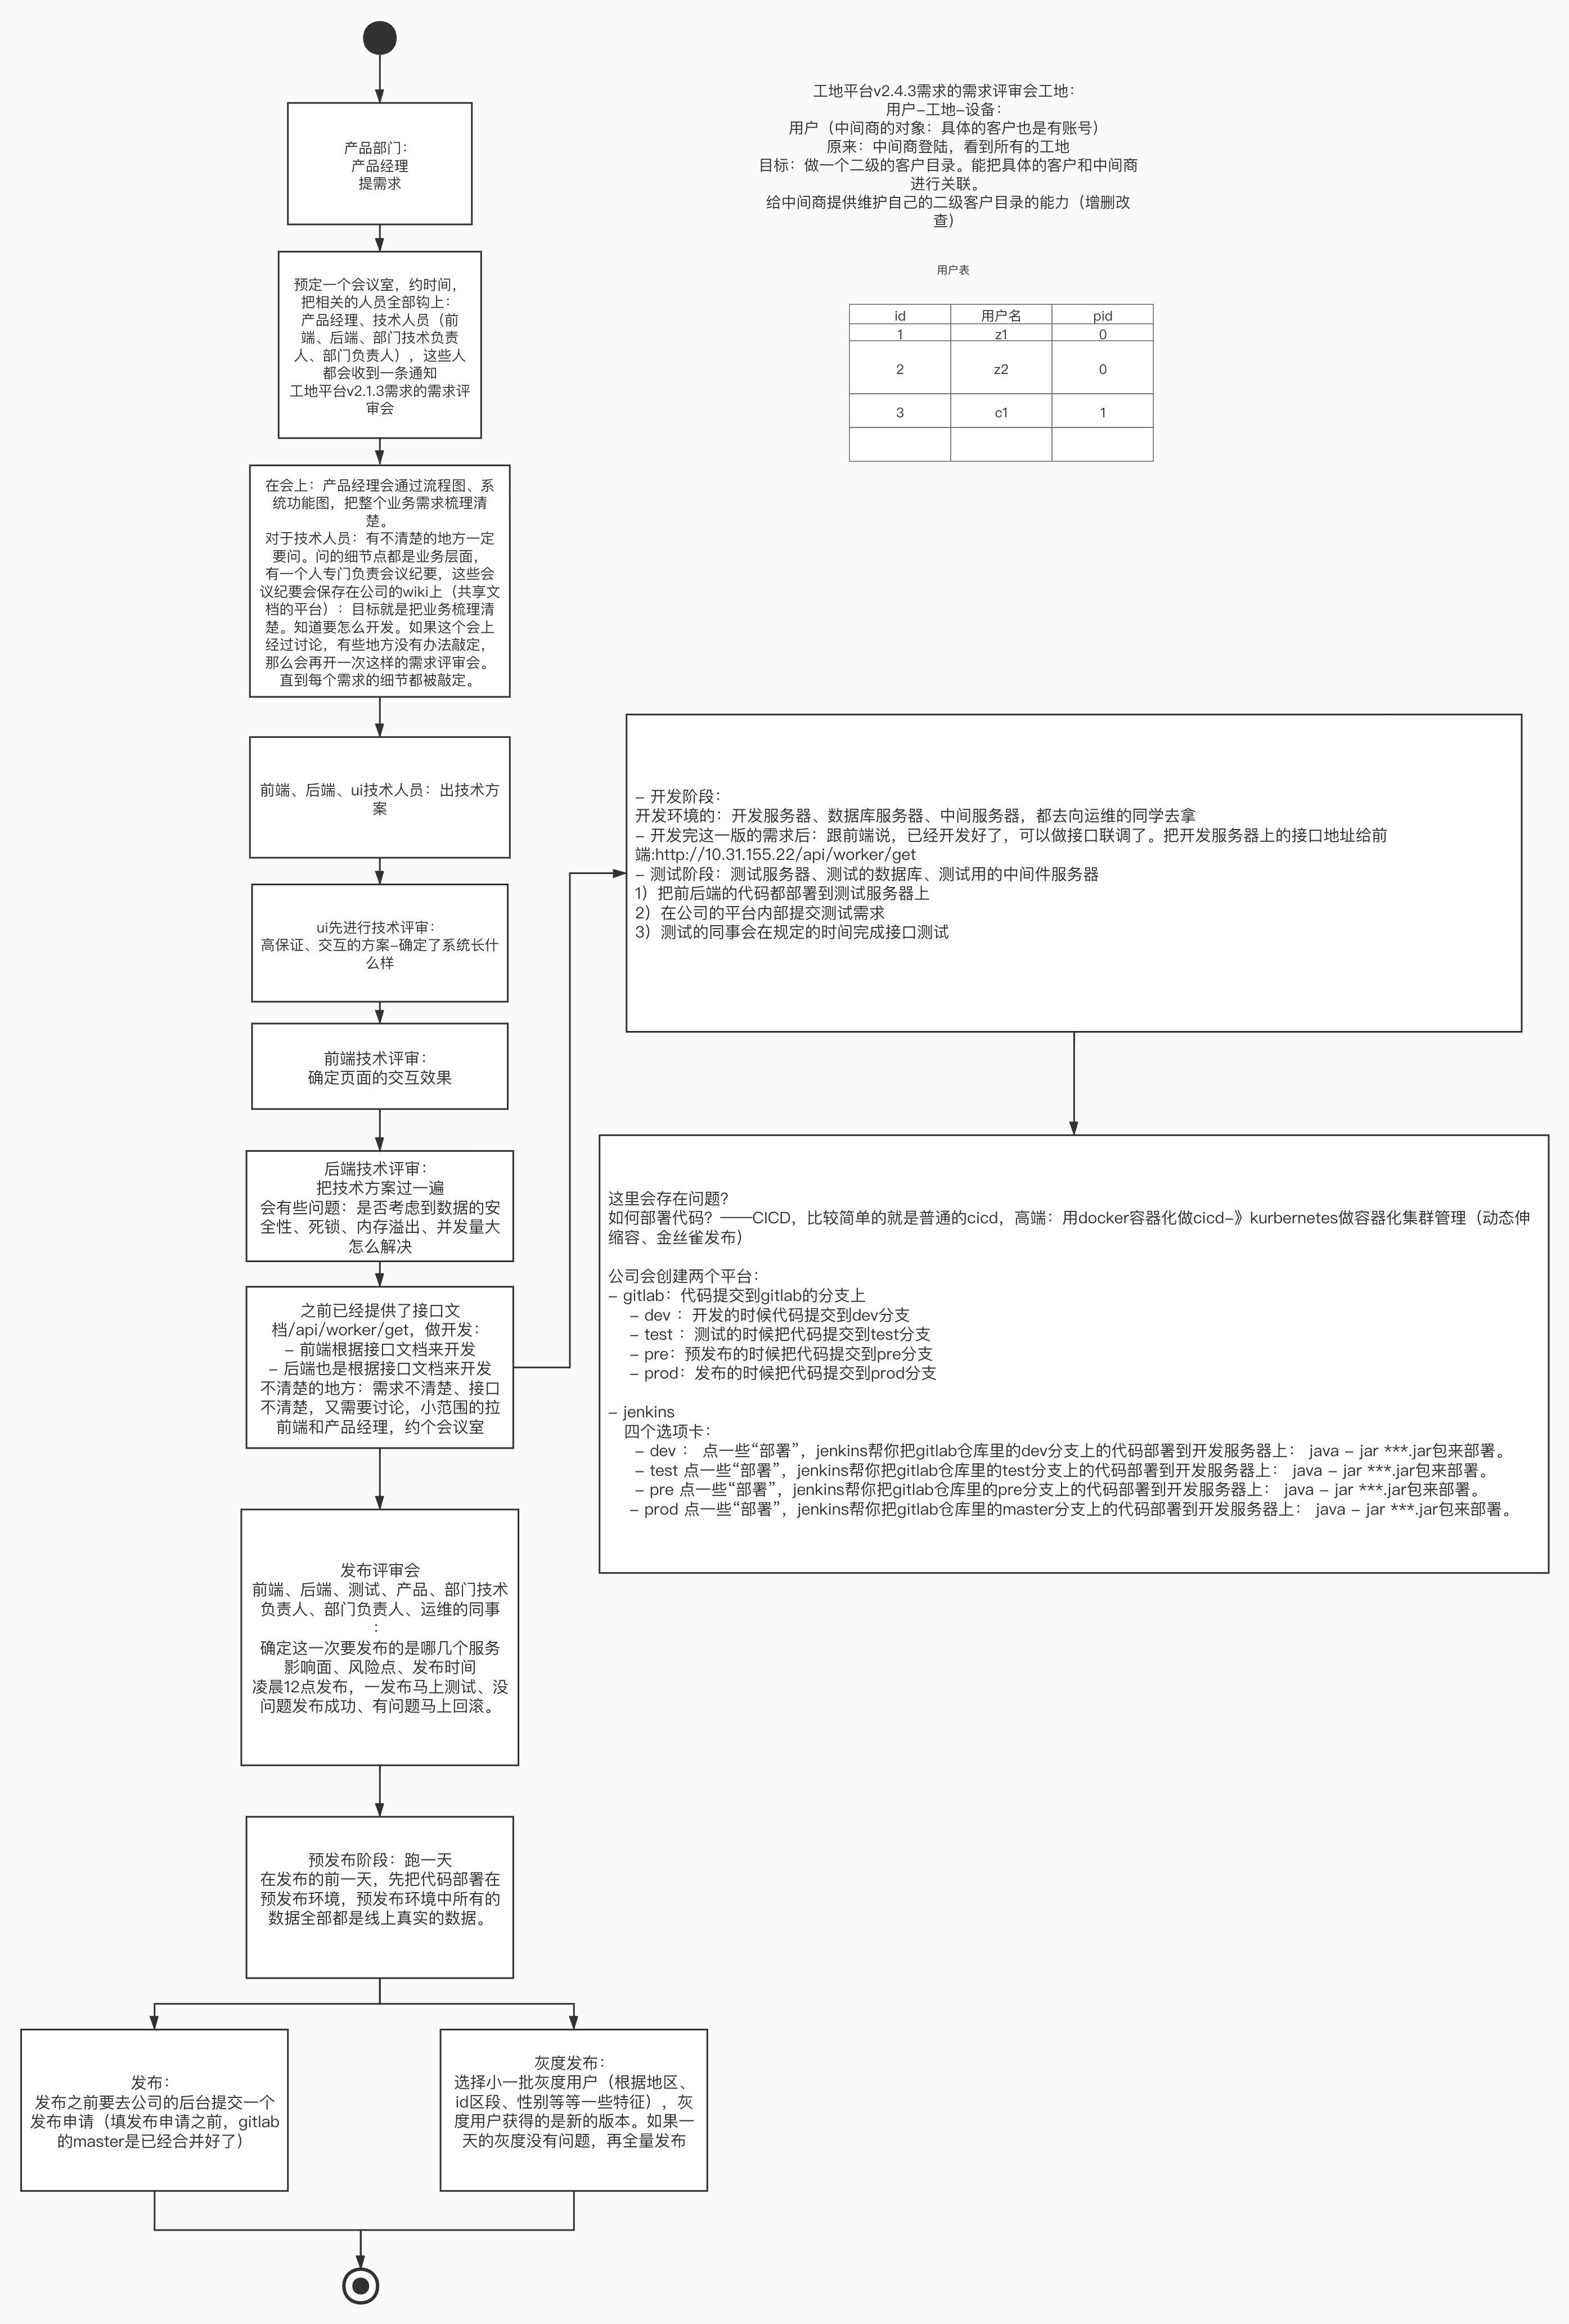 产品部门：
产品经理
提需求
预定一个会议室，约时间，
把相关的人员全部钩上：
产品经理、技术人员（前
端、后端、部门技术负责
人、部门负责人），这些人
都会收到一条通知
工地平台v2.1.3需求的需求评
审会
在会上：产品经理会通过流程图、系
统功能图，把整个业务需求梳理清
楚。
对于技术人员：有不清楚的地方一定
要问。问的细节点都是业务层面，
有一个人专门负责会议纪要，这些会
议纪要会保存在公司的wiki上（共享文
档的平台）：目标就是把业务梳理清
楚。知道要怎么开发。如果这个会上
经过讨论，有些地方没有办法敲定，
那么会再开一次这样的需求评审会。
直到每个需求的细节都被敲定。
前端、后端、ui技术人员：出技术方
案
ui先进行技术评审：
高保证、交互的方案–确定了系统长什
么样
前端技术评审：
确定页面的交互效果
后端技术评审：
把技术方案过一遍
会有些问题：是否考虑到数据的安
全性、死锁、内存溢出、并发量大
怎么解决
之前已经提供了接口文
档/api/worker/get，做开发：
– 前端根据接口文档来开发
– 后端也是根据接口文档来开发
不清楚的地方：需求不清楚、接口
不清楚，又需要讨论，小范围的拉
前端和产品经理，约个会议室
发布评审会
前端、后端、测试、产品、部门技术
负责人、部门负责人、运维的同事
：
确定这一次要发布的是哪几个服务
影响面、风险点、发布时间
凌晨12点发布，一发布马上测试、没
问题发布成功、有问题马上回滚。
预发布阶段：跑一天
在发布的前一天，先把代码部署在
预发布环境，预发布环境中所有的
数据全部都是线上真实的数据。
发布：
发布之前要去公司的后台提交一个
发布申请（填发布申请之前，gitlab
的master是已经合并好了）
灰度发布：
选择小一批灰度用户（根据地区、
id区段、性别等等一些特征），灰
度用户获得的是新的版本。如果一
天的灰度没有问题，再全量发布
工地平台v2.4.3需求的需求评审会工地：
用户–工地–设备：
用户（中间商的对象：具体的客户也是有账号）
原来：中间商登陆，看到所有的工地
目标：做一个二级的客户目录。能把具体的客户和中间商
进行关联。
给中间商提供维护自己的二级客户目录的能力（增删改
查）
用户表
id 用户名 pid
1 z1 0
2 z2 0
3 c1 1
– 开发阶段：
开发环境的：开发服务器、数据库服务器、中间服务器，都去向运维的同学去拿
– 开发完这一版的需求后：跟前端说，已经开发好了，可以做接口联调了。把开发服务器上的接口地址给前
端:http://10.31.155.22/api/worker/get
– 测试阶段：测试服务器、测试的数据库、测试用的中间件服务器
1）把前后端的代码都部署到测试服务器上
2）在公司的平台内部提交测试需求
3）测试的同事会在规定的时间完成接口测试
这里会存在问题？
如何部署代码？——CICD，比较简单的就是普通的cicd，高端：用docker容器化做cicd–》kurbernetes做容器化集群管理（动态伸
缩容、金丝雀发布）
公司会创建两个平台：
– gitlab：代码提交到gitlab的分支上
– dev ：开发的时候代码提交到dev分支
– test ：测试的时候把代码提交到test分支
– pre：预发布的时候把代码提交到pre分支
– prod：发布的时候把代码提交到prod分支
– jenkins
四个选项卡：
– dev ： 点一些“部署”，jenkins帮你把gitlab仓库里的dev分支上的代码部署到开发服务器上： java – jar ***.jar包来部署。
– test 点一些“部署”，jenkins帮你把gitlab仓库里的test分支上的代码部署到开发服务器上： java – jar ***.jar包来部署。
– pre 点一些“部署”，jenkins帮你把gitlab仓库里的pre分支上的代码部署到开发服务器上： java – jar ***.jar包来部署。
– prod 点一些“部署”，jenkins帮你把gitlab仓库里的master分支上的代码部署到开发服务器上： java – jar ***.jar包来部署。